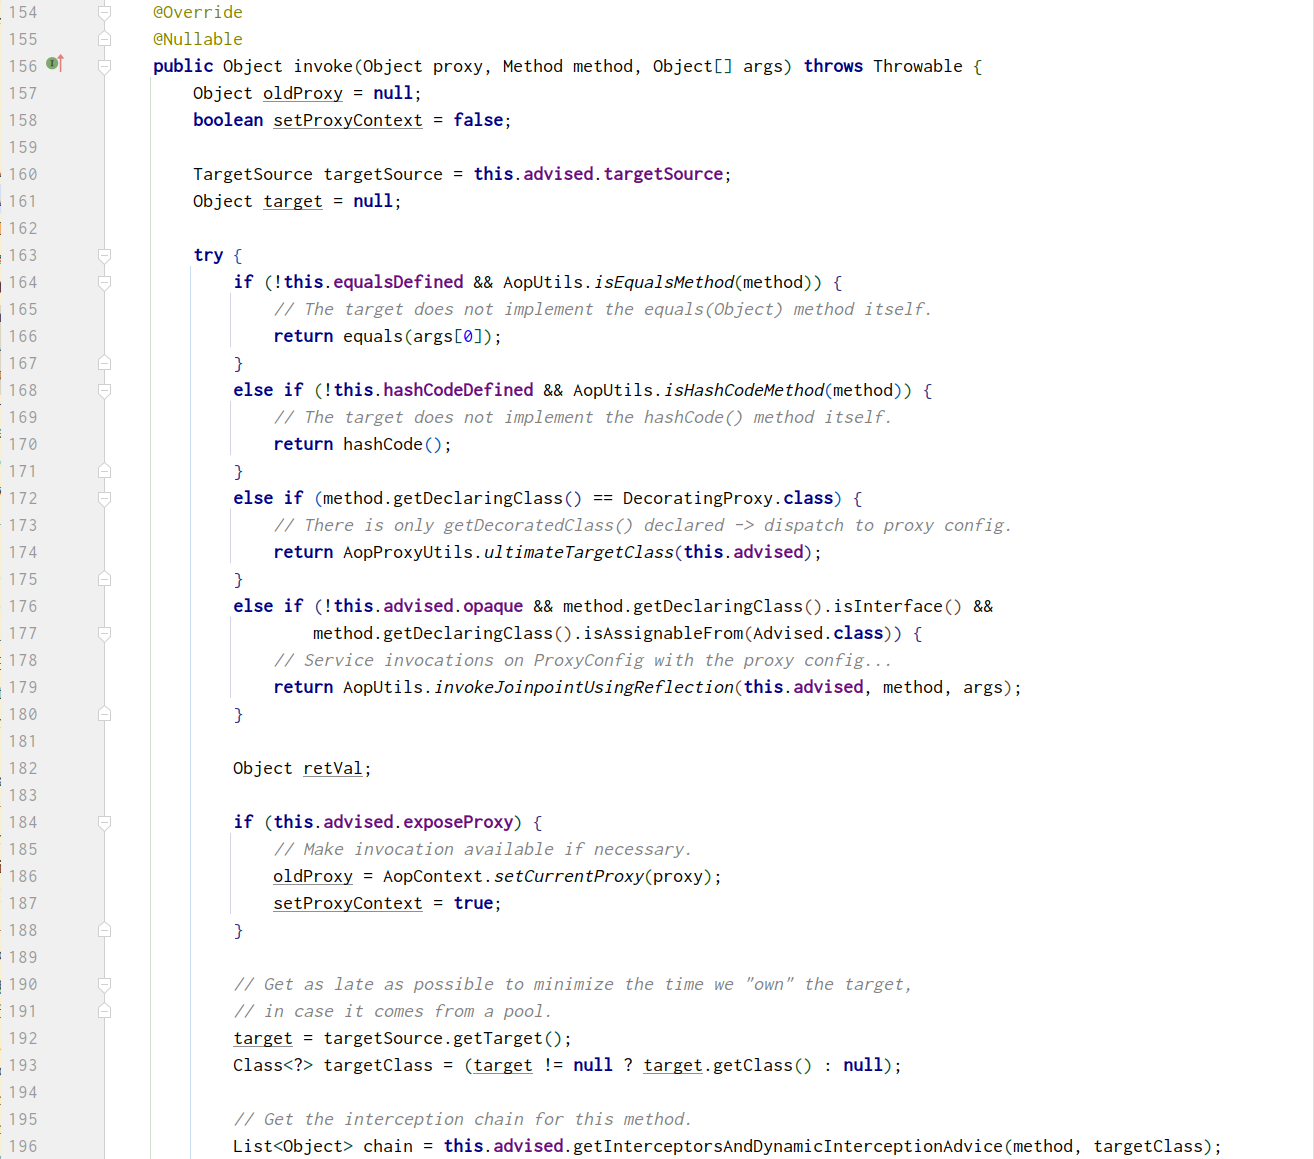 154 @Override
155 @Nullable
156 public Object invoke(Object proxy, Method method, Object[] args) throws Throwable {
157 Object oldProxy = null;
158 boolean setProxyContext = false;
159
160 TargetSource targetSource = this.advised.targetSource;
161 Object target = null;
162
163 try {
164 if (!this.equalsDefined && AopUtils.isEqualsMethod(method)) {
165 // The target does not implement the equals(Object) method itself.
166 return equals(args[0]);
167 }
168 else if (!this.hashCodeDefined && AopUtils.isHashCodeMethod(method)) {
169 // The target does not implement the hashCode() method itself.
170 return hashCode();
171 }
172 else if (method.getDeclaringClass() == DecoratingProxy.class) {
173 // There is only getDecoratedClass() declared -> dispatch to proxy config.
174 return AopProxyUtils.ultimateTargetClass(this.advised);
175 }
176 else if (!this.advised.opaque && method.getDeclaringClass().isInterface() &&
177 method.getDeclaringClass().isAssignableFrom(Advised.class)) {
178 // Service invocations on ProxyConfig with the proxy config...
179 return AopUtils.invokeJoinpointUsingReflection(this.advised, method, args);
180 }
181
182 Object retVal;
183
184 if (this.advised.exposeProxy) {
185 // Make invocation available if necessary.
186 oldProxy = AopContext.setCurrentProxy(proxy);
187 setProxyContext = true;
188 }
189
190 // Get as late as possible to minimize the time we "own" the target,
191 // in case it comes from a pool.
192 target = targetSource.getTarget();
193 Class<?> targetClass = (target != null ? target.getClass() : null);
194
195 // Get the interception chain for this method.
196 List<Object> chain = this.advised.getInterceptorsAndDynamicInterceptionAdvice(method, targetClass);